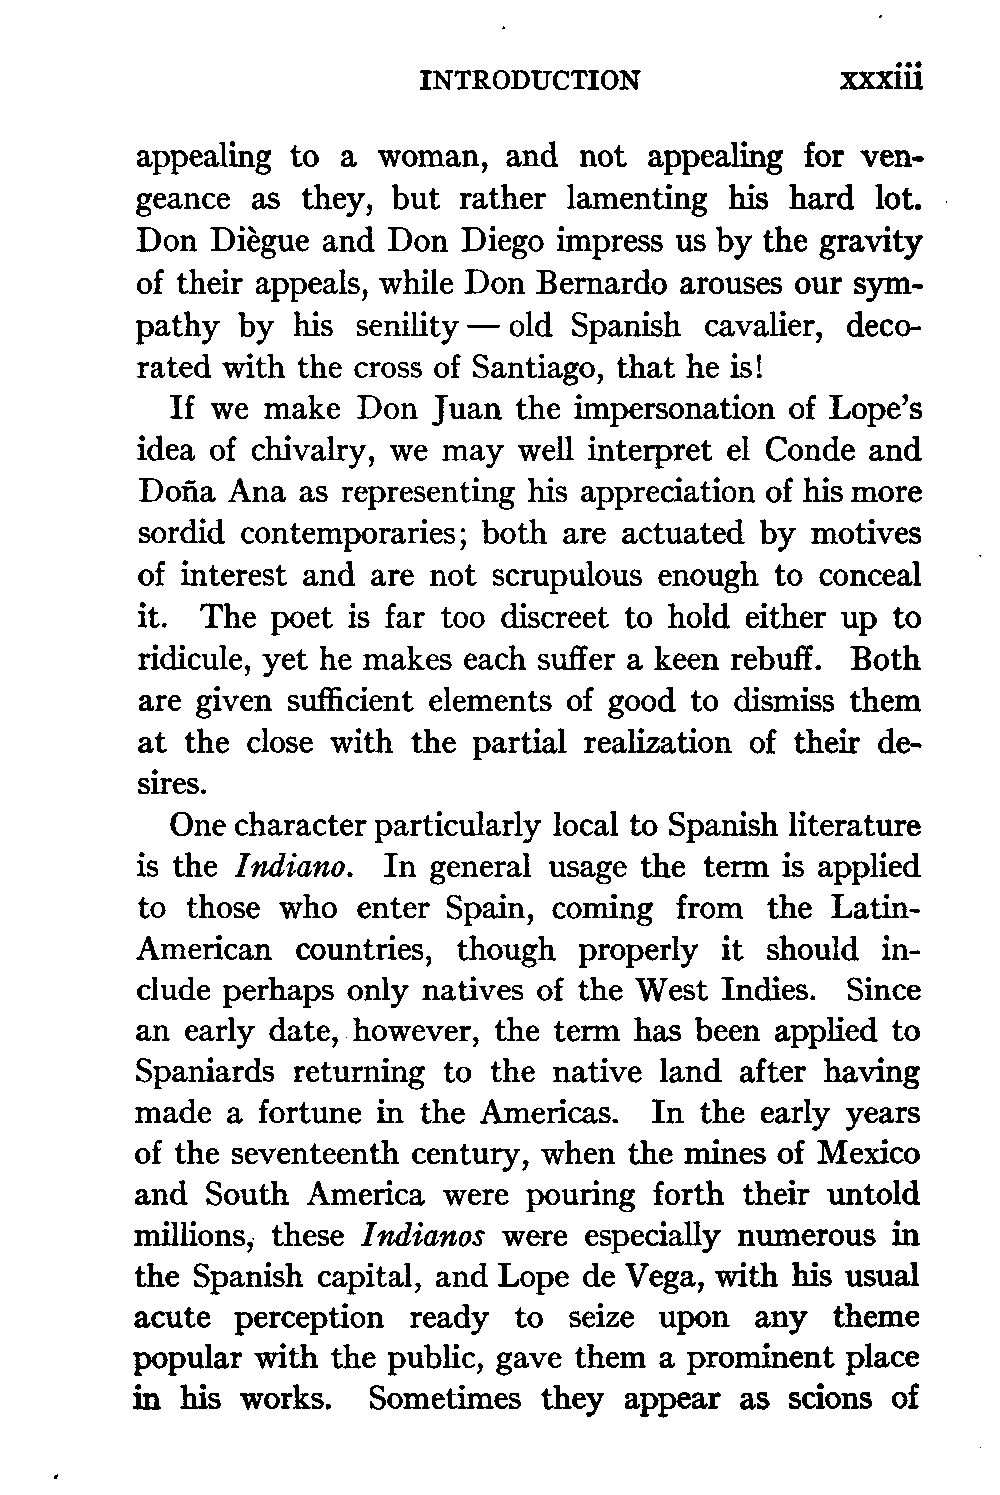 INTRODUCTION xxxiii
appealing to a woman, and not appealing for ven-
geance as they, but rather lamenting his hard lot.
Don Diègue and Don Diego impress us by the gravity
of their appeals, while Don Bernardo arouses our sym-
pathy by his senility — old Spanish cavalier, deco-
rated with the cross of Santiago, that he is!
If we make Don Juan the impersonation of Lope's
idea of chivalry, we may well interpret el Conde and
Doña Ana as representing his appreciation of his more
sordid contemporaries; both are actuated by motives
of interest and are not scrupulous enough to conceal
it. The poet is far too discreet to hold either up to
ridicule, yet he makes each suffer a keen rebuff. Both
are given sufficient elements of good to dismiss them
at the close with the partial realization of their de-
sires.
One character particularly local to Spanish literature
is the Indiano. In general usage the term is applied
to those who enter Spain, coming from the Latin-
American countries, though properly it should in-
clude perhaps only natives of the West Indies. Since
an early date, however, the term has been applied to
Spaniards returning to the native land after having
made a fortune in the Americas. In the early years
of the seventeenth century, when the mines of Mexico
and South America were pouring forth their untold
millions, these Indianos were especially numerous in
the Spanish capital, and Lope de Vega, with his usual
acute perception ready to seize upon any theme
popular with the public, gave them a prominent place
in his works. Sometimes they appear as scions of